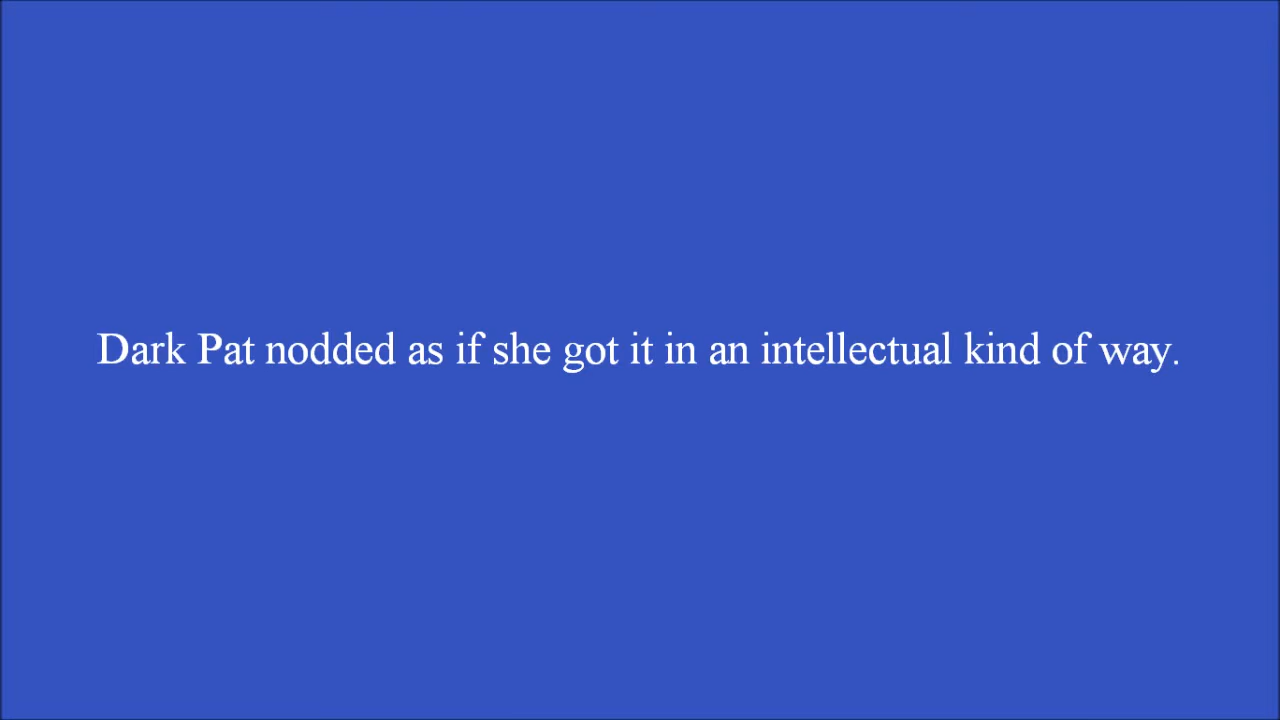 Dark Pat nodded as if she got it in an intellectual kind of way.